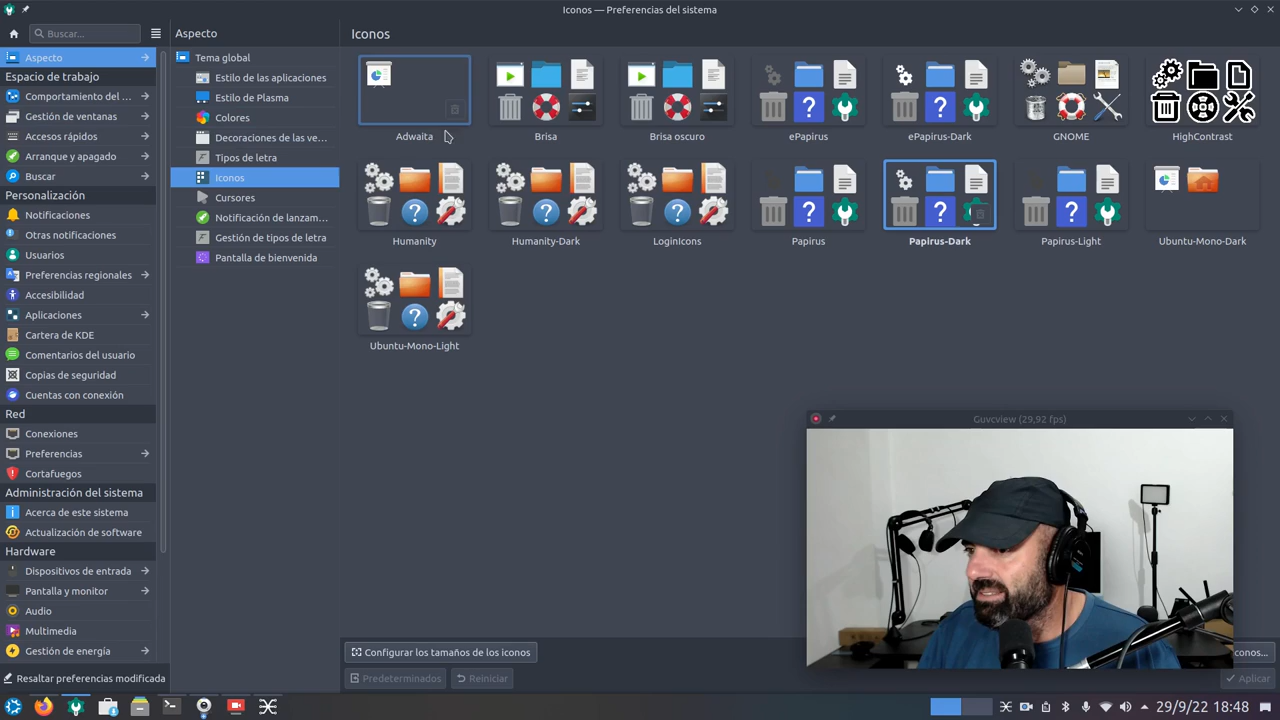 Iconos — Preferencias del sistema
Buscar...
Aspecto
Espacio de trabajo
Comportamiento del ...
Gestión de ventanas
Accesos rápidos
Arranque y apagado
Buscar
Personalización
Notificaciones
Otras notificaciones
Usuarios
Preferencias regionales
Accesibilidad
Aplicaciones
Cartera de KDE
Comentarios del usuario
Copias de seguridad
Cuentas con conexión
Red
Conexiones
Preferencias
Cortafuegos
Administración del sistema
Acerca de este sistema
Actualización de software
Hardware
Dispositivos de entrada
Pantalla y monitor
Audio
Multimedia
Gestión de energía
Resaltar preferencias modificada
Aspecto
Tema global
Estilo de las aplicaciones
Estilo de Plasma
Colores
Decoraciones de las ve...
Tipos de letra
Iconos
Cursores
Notificación de lanzam...
Gestión de tipos de letra
Pantalla de bienvenida
Iconos
Adwaita
Brisa
Brisa oscuro
ePapirus
ePapirus-Dark
GNOME
HighContrast
Humanity
Humanity-Dark
LoginIcons
Papirus
Papirus-Dark
Papirus-Light
Ubuntu-Mono-Dark
Ubuntu-Mono-Light
Guvcview (29,92 fps)
Configurar los tamaños de los iconos
conos...
Predeterminados
Reiniciar
Aplicar
29/9/22 18:48